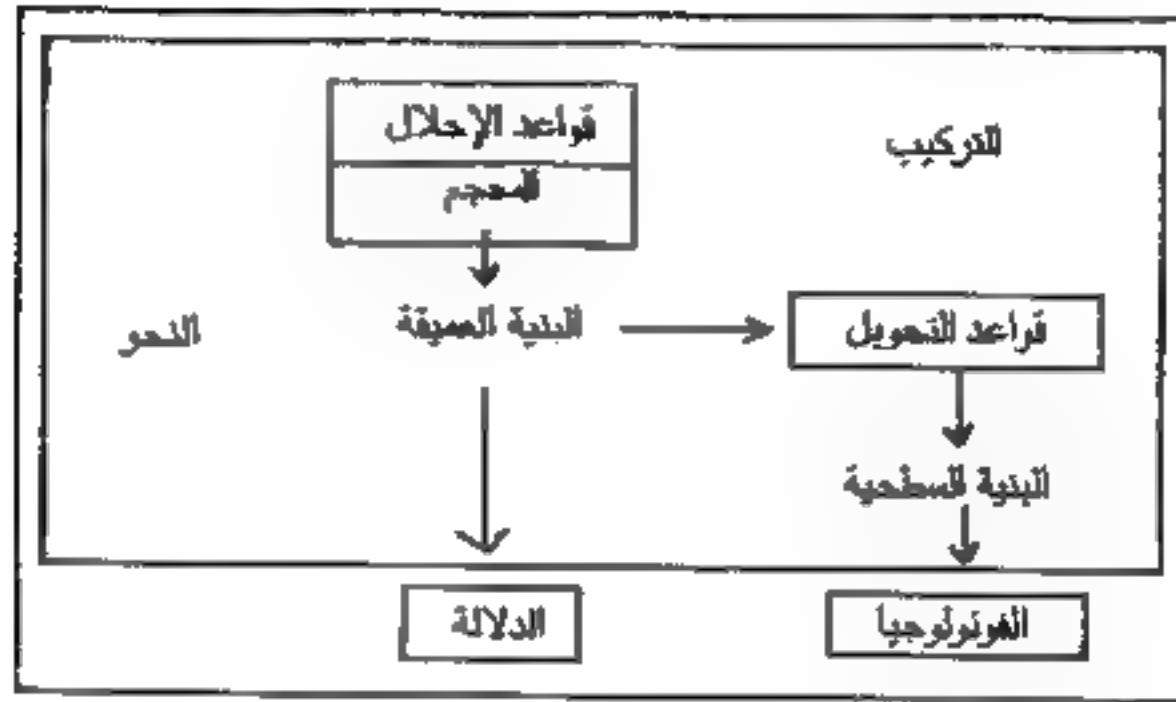 قواعد الإحلال
التركيب
المعجم
النحو
البنية العميقة
قواعد التحويل
البنية السطحية
الدلالة
الفونولوجيا